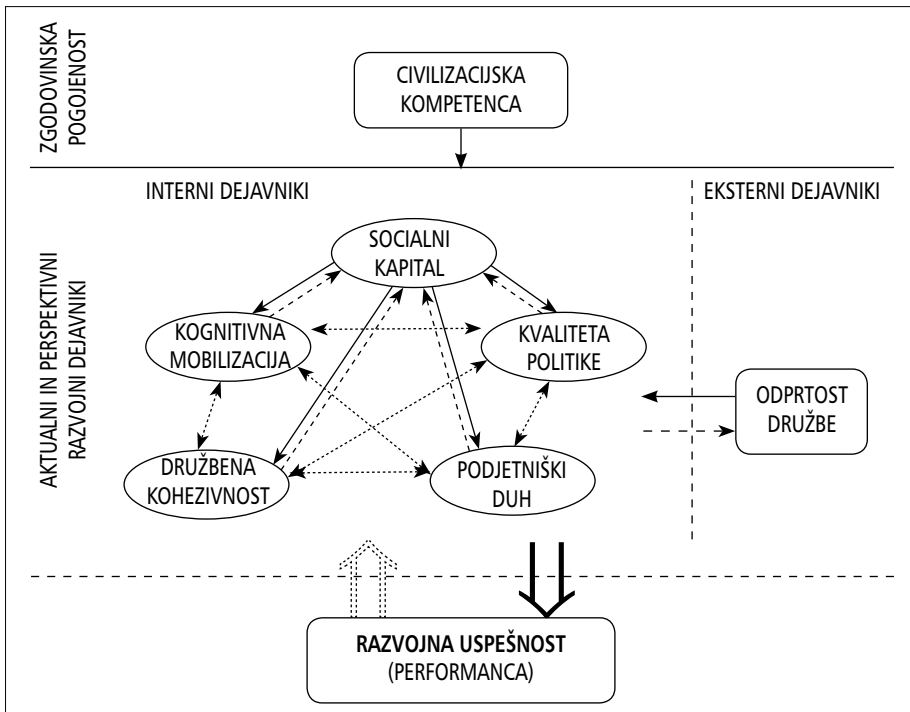 ZGODOVINSKA
POGOJENOST
CIVILIZACIJSKA
KOMPETENCA
INTERNI DEJAVNIKI
EKSTERNI DEJAVNIKI
AKTUALNI IN PERSPEKTIVNI
RAZVOJNI DEJAVNIKI
SOCIALNI
KAPITAL
KOGNITIVNA
MOBILIZACIJA
KVALITETA
POLITIKE
ODPRTOST
DRUŽBE
DRUŽBENA
KOHEZIVNOST
PODJETNIŠKI
DUH
RAZVOJNA USPEŠNOST
(PERFORMANCA)